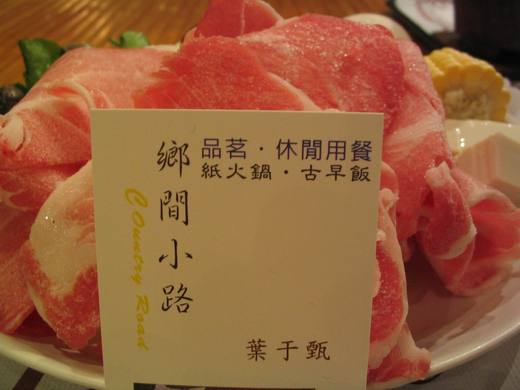 鄉間小路
Country Road
品茗・休閒用餐
紙火鍋・古早飯
葉于甄